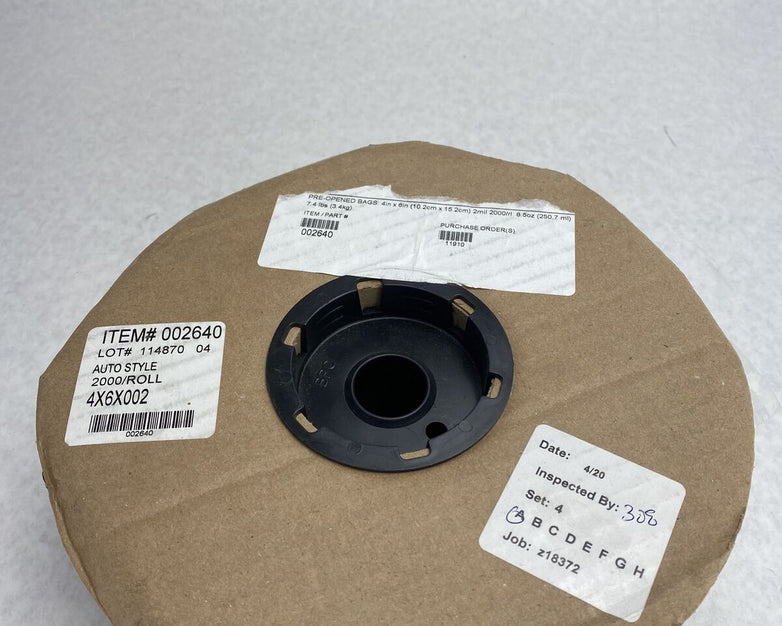 PRE-OPENED BAGS: 4in x 6in (10.2cm x 15.2cm) 2mil 2000/rl 8.5oz (250.7 ml)
7.4 lbs (3.4kg)
ITEM / PART #
002640
PURCHASE ORDER(S)
11910
ITEM# 002640
LOT# 114870 04
AUTO STYLE
2000/ROLL
4X6X002
002640
Date: 4/20
Inspected By: 308
Set: 4
A B C D E F G H
Job: z18372